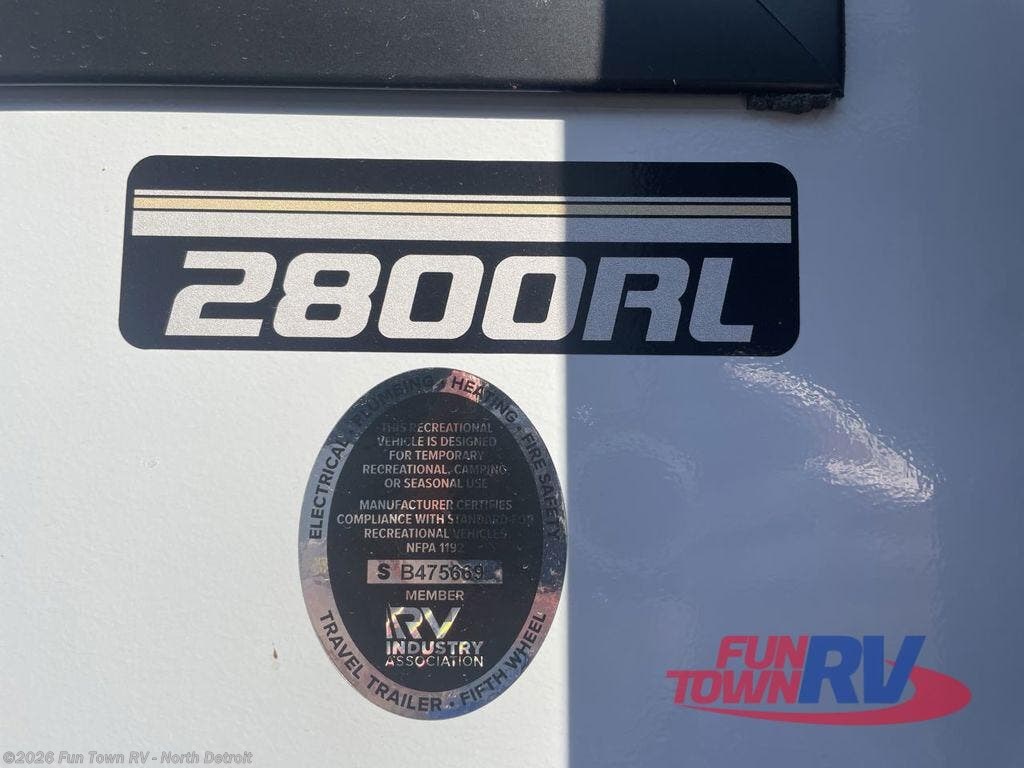 2800RL
ELECTRICAL · PLUMBING · HEATING · FIRE SAFETY
THIS RECREATIONAL
VEHICLE IS DESIGNED
FOR TEMPORARY
RECREATIONAL, CAMPING
OR SEASONAL USE
MANUFACTURER CERTIFIES
COMPLIANCE WITH STANDARD FOR
RECREATIONAL VEHICLES
NFPA 1192
S B475669
MEMBER
RV
INDUSTRY
ASSOCIATION
TRAVEL TRAILER · FIFTH WHEEL
FUN
TOWN RV
©2026 Fun Town RV - North Detroit